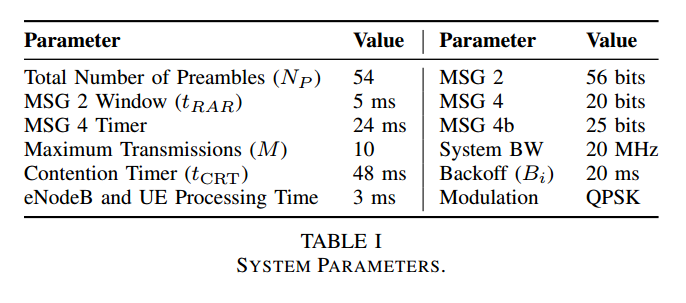 Parameter Value Parameter Value
Total Number of Preambles (N_P) 54 MSG 2 56 bits
MSG 2 Window (t_{RAR}) 5 ms MSG 4 20 bits
MSG 4 Timer 24 ms MSG 4b 25 bits
Maximum Transmissions (M) 10 System BW 20 MHz
Contention Timer (t_{CRT}) 48 ms Backoff (B_i) 20 ms
eNodeB and UE Processing Time 3 ms Modulation QPSK
TABLE I
SYSTEM PARAMETERS.